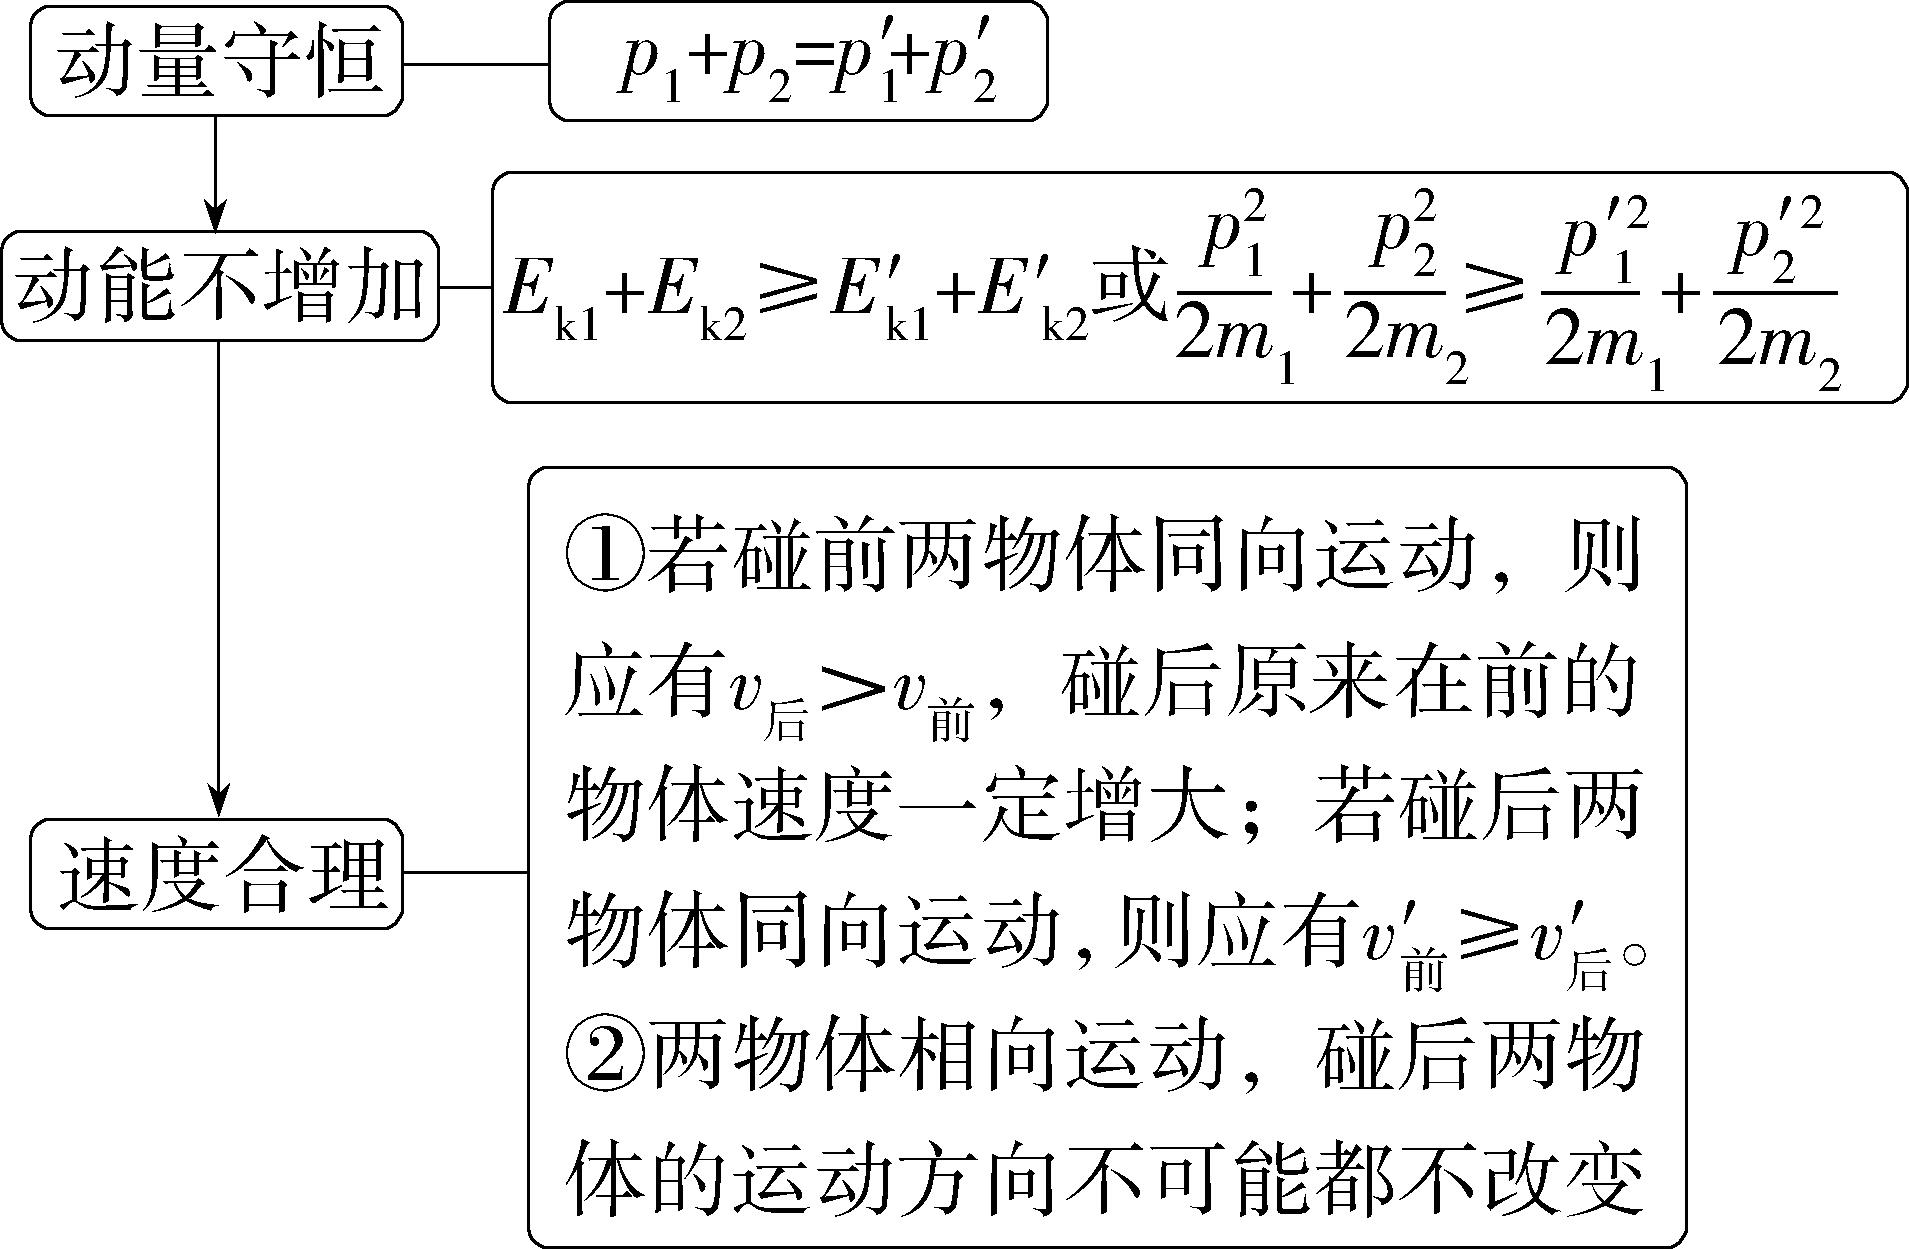 动量守恒
p₁+p₂=p′₁+p′₂
动能不增加
Eₖ₁+Eₖ₂⩾E′ₖ₁+E′ₖ₂或p₁²/2m₁+p₂²/2m₂⩾p′₁²/2m₁+p′₂²/2m₂
速度合理
①若碰前两物体同向运动，则
应有v后>v前，碰后原来在前的
物体速度一定增大；若碰后两
物体同向运动,则应有v′前⩾v′后。
②两物体相向运动，碰后两物
体的运动方向不可能都不改变